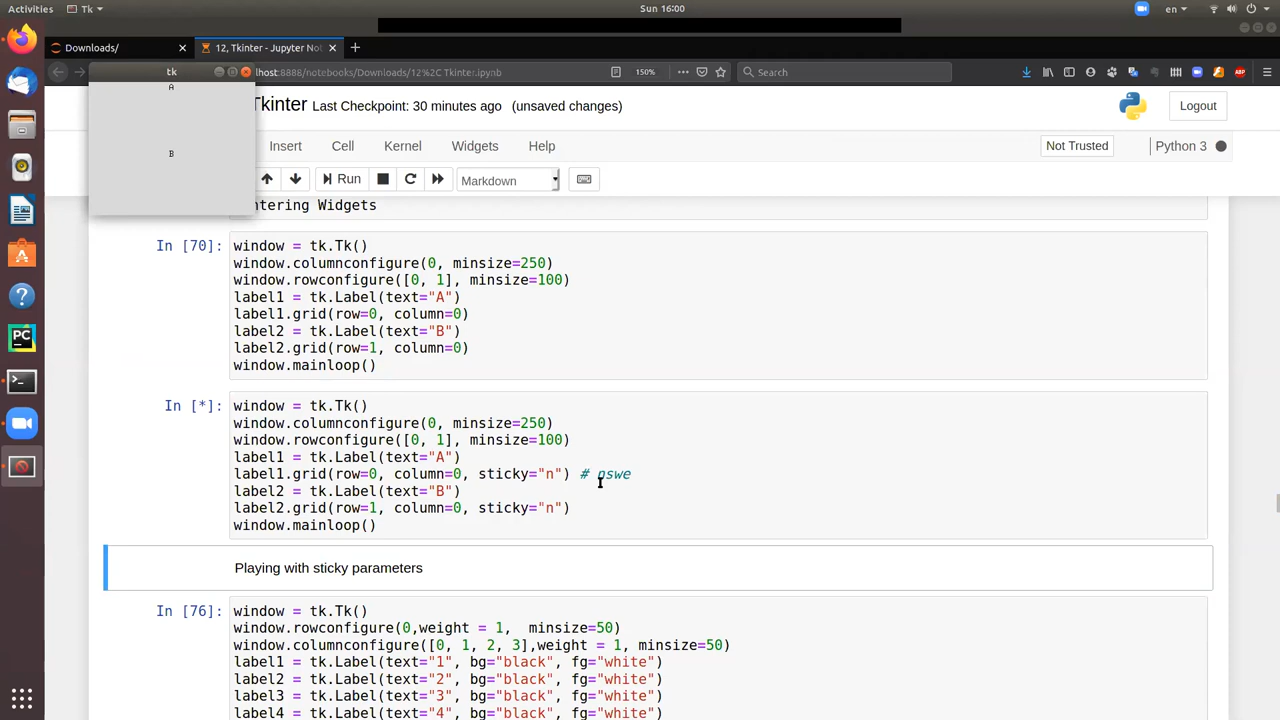 Activities Tk Sun 16:00 en
Downloads/ 12, Tkinter - Jupyter No
tk lhost:8888/notebooks/Downloads/12%2C Tkinter.ipynb 150% Search ABP
A
B
Tkinter Last Checkpoint: 30 minutes ago (unsaved changes) Logout
Insert Cell Kernel Widgets Help Not Trusted Python 3
Run Markdown
ntering Widgets
In [70]: window = tk.Tk()
window.columnconfigure(0, minsize=250)
window.rowconfigure([0, 1], minsize=100)
label1 = tk.Label(text="A")
label1.grid(row=0, column=0)
label2 = tk.Label(text="B")
label2.grid(row=1, column=0)
window.mainloop()
In [*]: window = tk.Tk()
window.columnconfigure(0, minsize=250)
window.rowconfigure([0, 1], minsize=100)
label1 = tk.Label(text="A")
label1.grid(row=0, column=0, sticky="n") # nswe
label2 = tk.Label(text="B")
label2.grid(row=1, column=0, sticky="n")
window.mainloop()
Playing with sticky parameters
In [76]: window = tk.Tk()
window.rowconfigure(0,weight = 1, minsize=50)
window.columnconfigure([0, 1, 2, 3],weight = 1, minsize=50)
label1 = tk.Label(text="1", bg="black", fg="white")
label2 = tk.Label(text="2", bg="black", fg="white")
label3 = tk.Label(text="3", bg="black", fg="white")
label4 = tk.Label(text="4", bg="black", fg="white")
PC